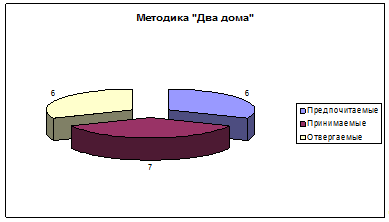 Методика "Два дома"
6
6
7
Предпочитаемые
Принимаемые
Отвергаемые